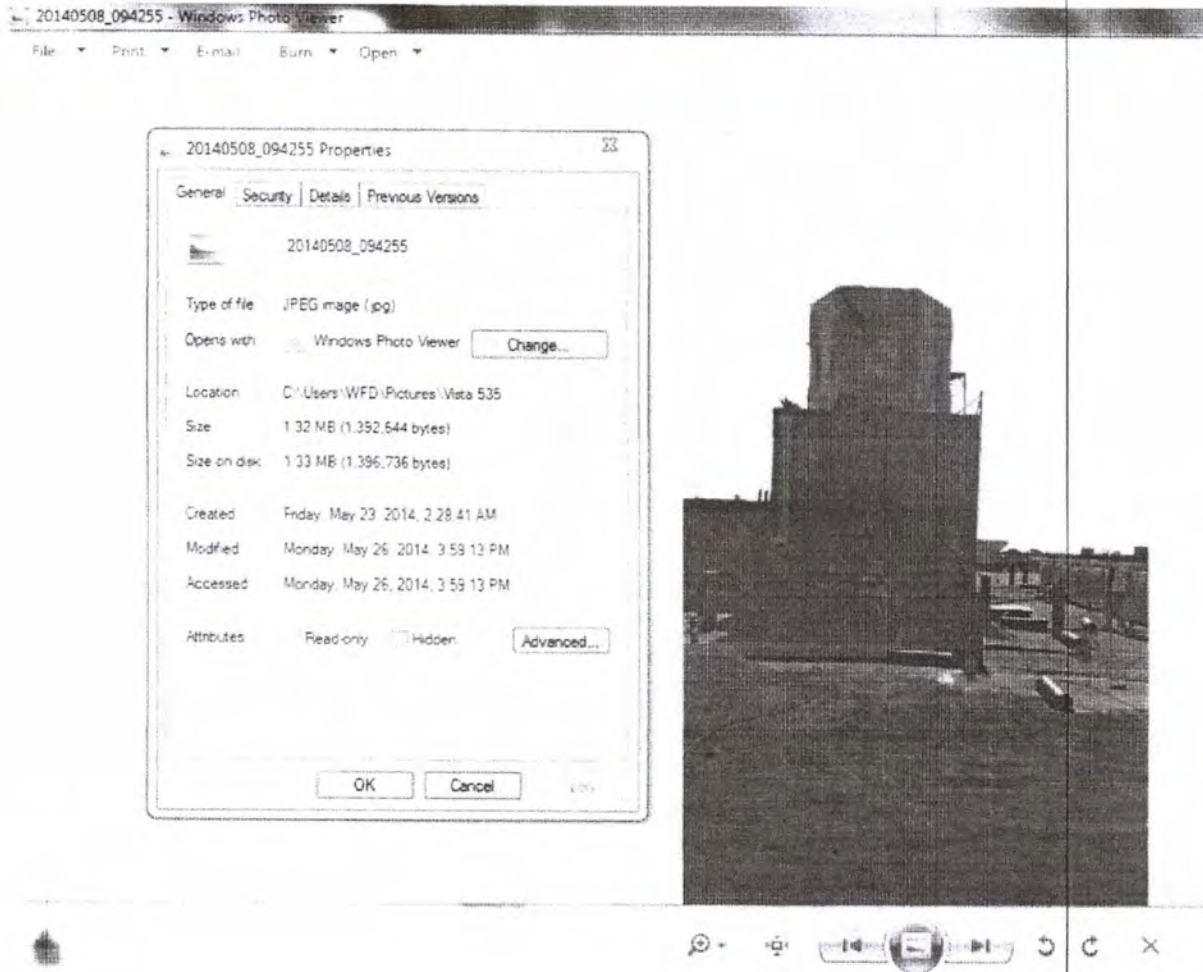 20140508_094255 - Windows Photo Viewer
File Print E-mail Burn Open
20140508_094255 Properties
General Security Details Previous Versions
20140508_094255
Type of file JPEG image (.jpg)
Opens with Windows Photo Viewer Change...
Location C:\Users\WFD\Pictures\Vista 535
Size 1.32 MB (1,392,644 bytes)
Size on disk 1.33 MB (1,396,736 bytes)
Created Friday, May 23, 2014, 2:28:41 AM
Modified Monday, May 26, 2014, 3:59:13 PM
Accessed Monday, May 26, 2014, 3:59:13 PM
Attributes Read-only Hidden Advanced...
OK Cancel